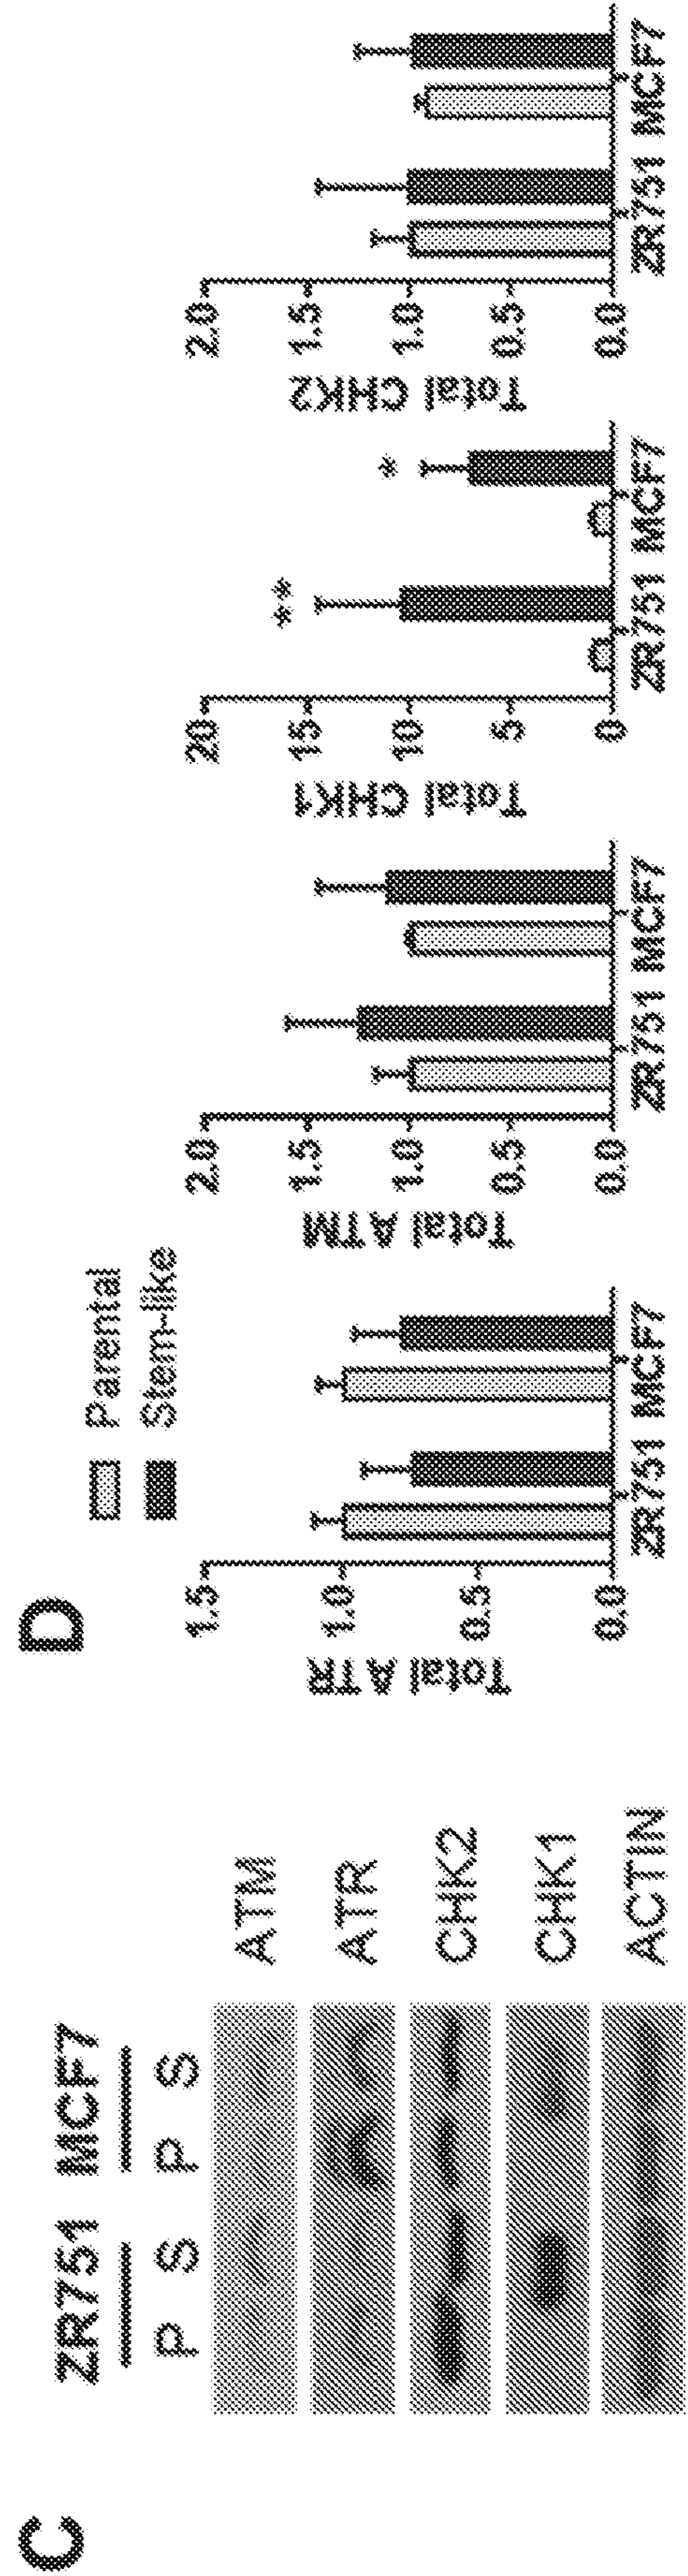 C
ZR751 MCF7
P S P S
ATM
ATR
CHK2
CHK1
ACTIN
D
Parental
Stem-like
Total ATR
1.5
1.0
0.5
0.0
ZR751 MCF7
Total ATM
2.0
1.5
1.0
0.5
0.0
ZR751 MCF7
Total CHK1
20
15
10
5
0
**
*
ZR751 MCF7
Total CHK2
2.0
1.5
1.0
0.5
0.0
ZR751 MCF7